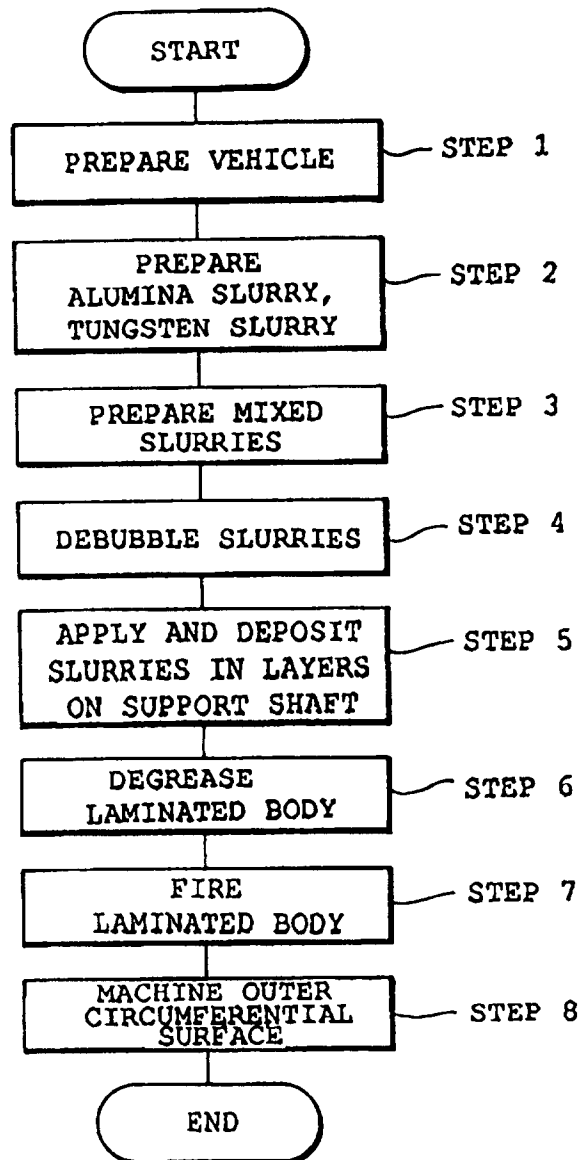 START
PREPARE VEHICLE
STEP 1
PREPARE
ALUMINA SLURRY,
TUNGSTEN SLURRY
STEP 2
PREPARE MIXED
SLURRIES
STEP 3
DEBUBBLE SLURRIES
STEP 4
APPLY AND DEPOSIT
SLURRIES IN LAYERS
ON SUPPORT SHAFT
STEP 5
DEGREASE
LAMINATED BODY
STEP 6
FIRE
LAMINATED BODY
STEP 7
MACHINE OUTER
CIRCUMFERENTIAL
SURFACE
STEP 8
END